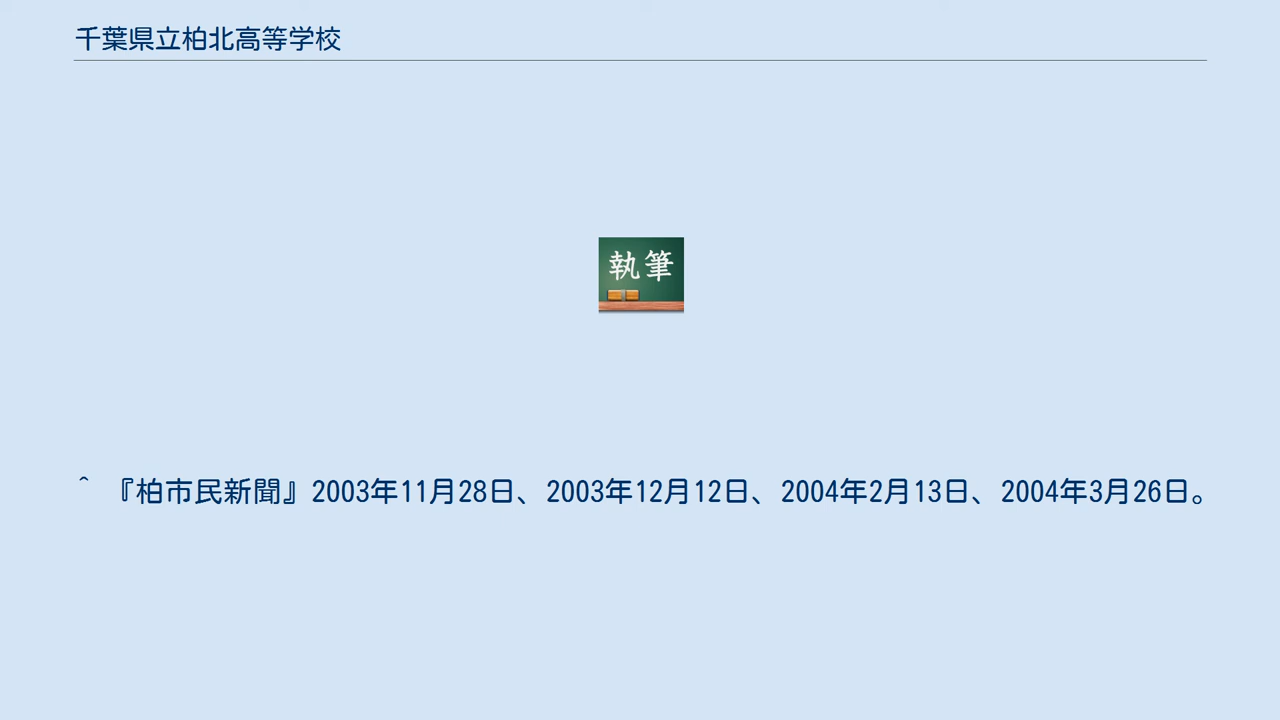 千葉県立柏北高等学校
執筆
^ 『柏市民新聞』2003年11月28日、2003年12月12日、2004年2月13日、2004年3月26日。